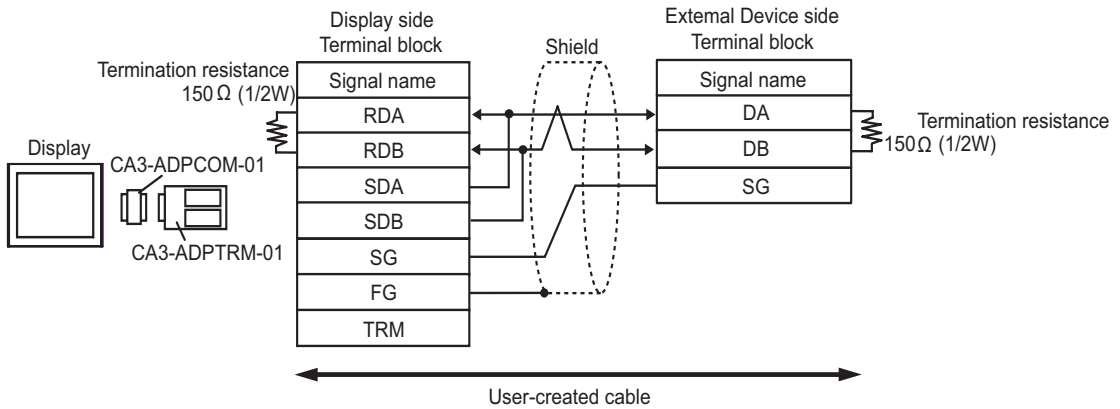 Display side
Terminal block
External Device side
Terminal block
Shield
Termination resistance
150Ω (1/2W)
Signal name
RDA
RDB
SDA
SDB
SG
FG
TRM
Signal name
DA
DB
SG
Termination resistance
150Ω (1/2W)
Display
CA3-ADPCOM-01
CA3-ADPTRM-01
User-created cable